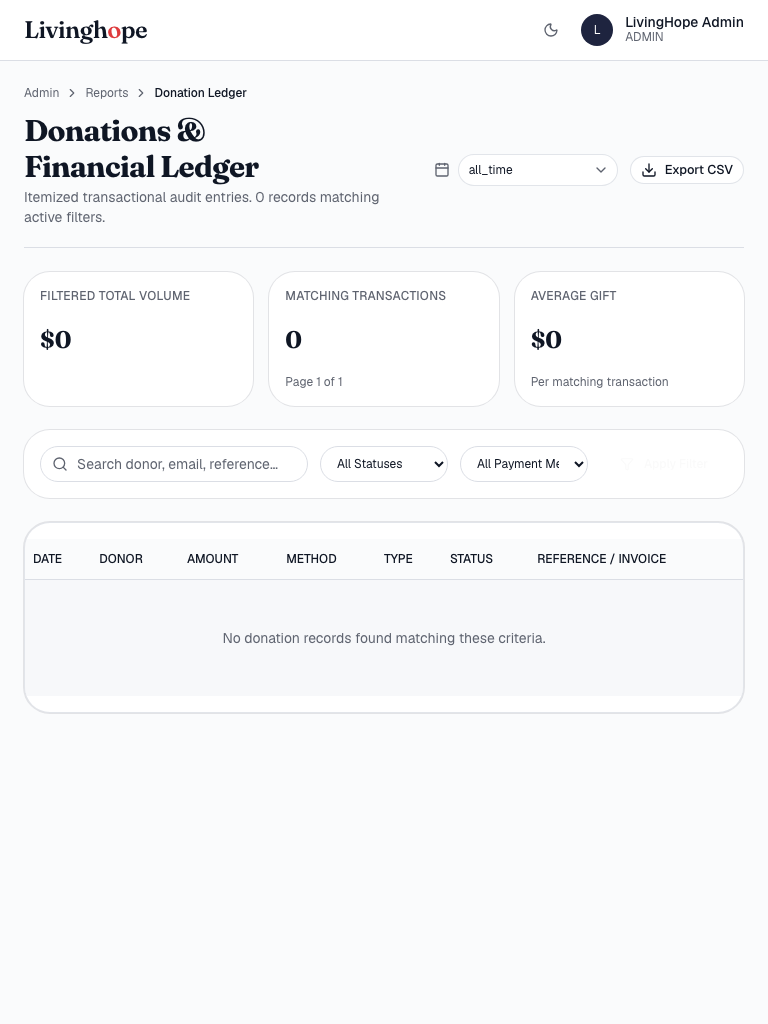 Livinghope
L
LivingHope Admin
ADMIN
Admin
Reports
Donation Ledger
Donations &
Financial Ledger
Itemized transactional audit entries. 0 records matching
active filters.
all_time
Export CSV
FILTERED TOTAL VOLUME
$0
MATCHING TRANSACTIONS
0
Page 1 of 1
AVERAGE GIFT
$0
Per matching transaction
Search donor, email, reference...
All Statuses
All Payment Me
DATE DONOR AMOUNT METHOD TYPE STATUS REFERENCE / INVOICE
No donation records found matching these criteria.